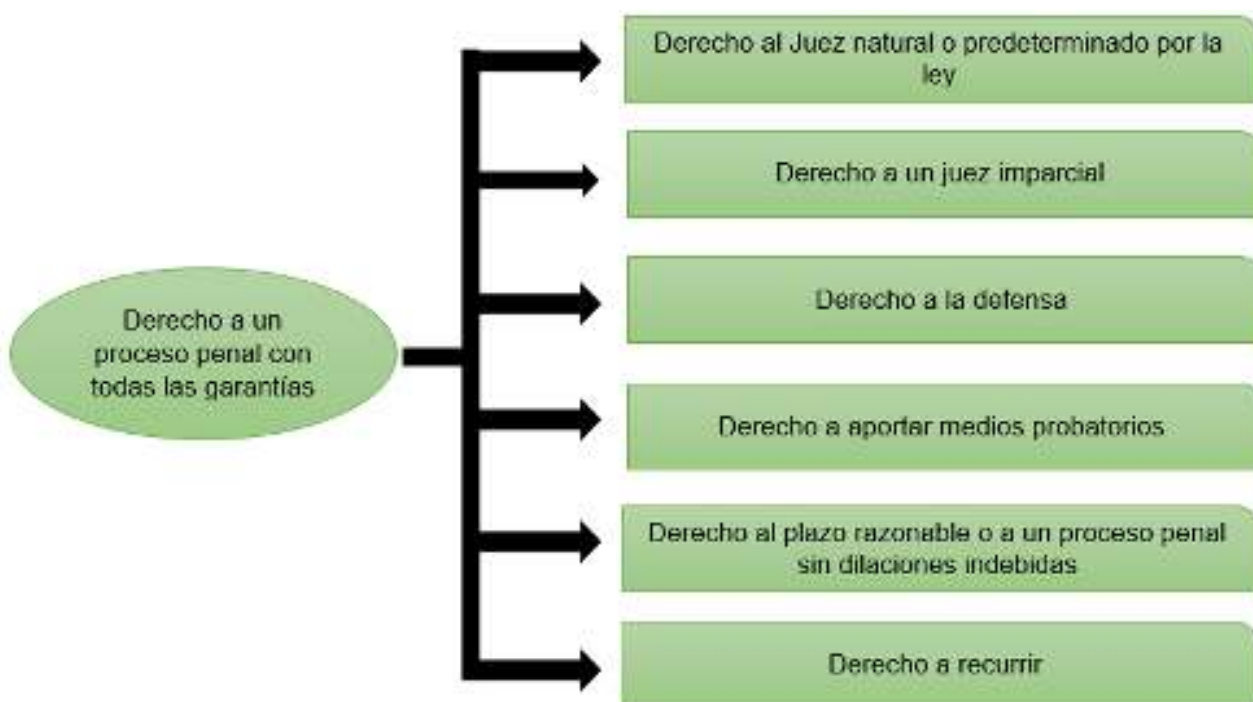 Derecho al Juez natural o predeterminado por la
ley
Derecho a un juez imparcial
Derecho a la defensa
Derecho a un
proceso penal con
todas las garantías
Derecho a aportar medios probatorios
Derecho al plazo razonable o a un proceso penal
sin dilaciones indebidas
Derecho a recurrir